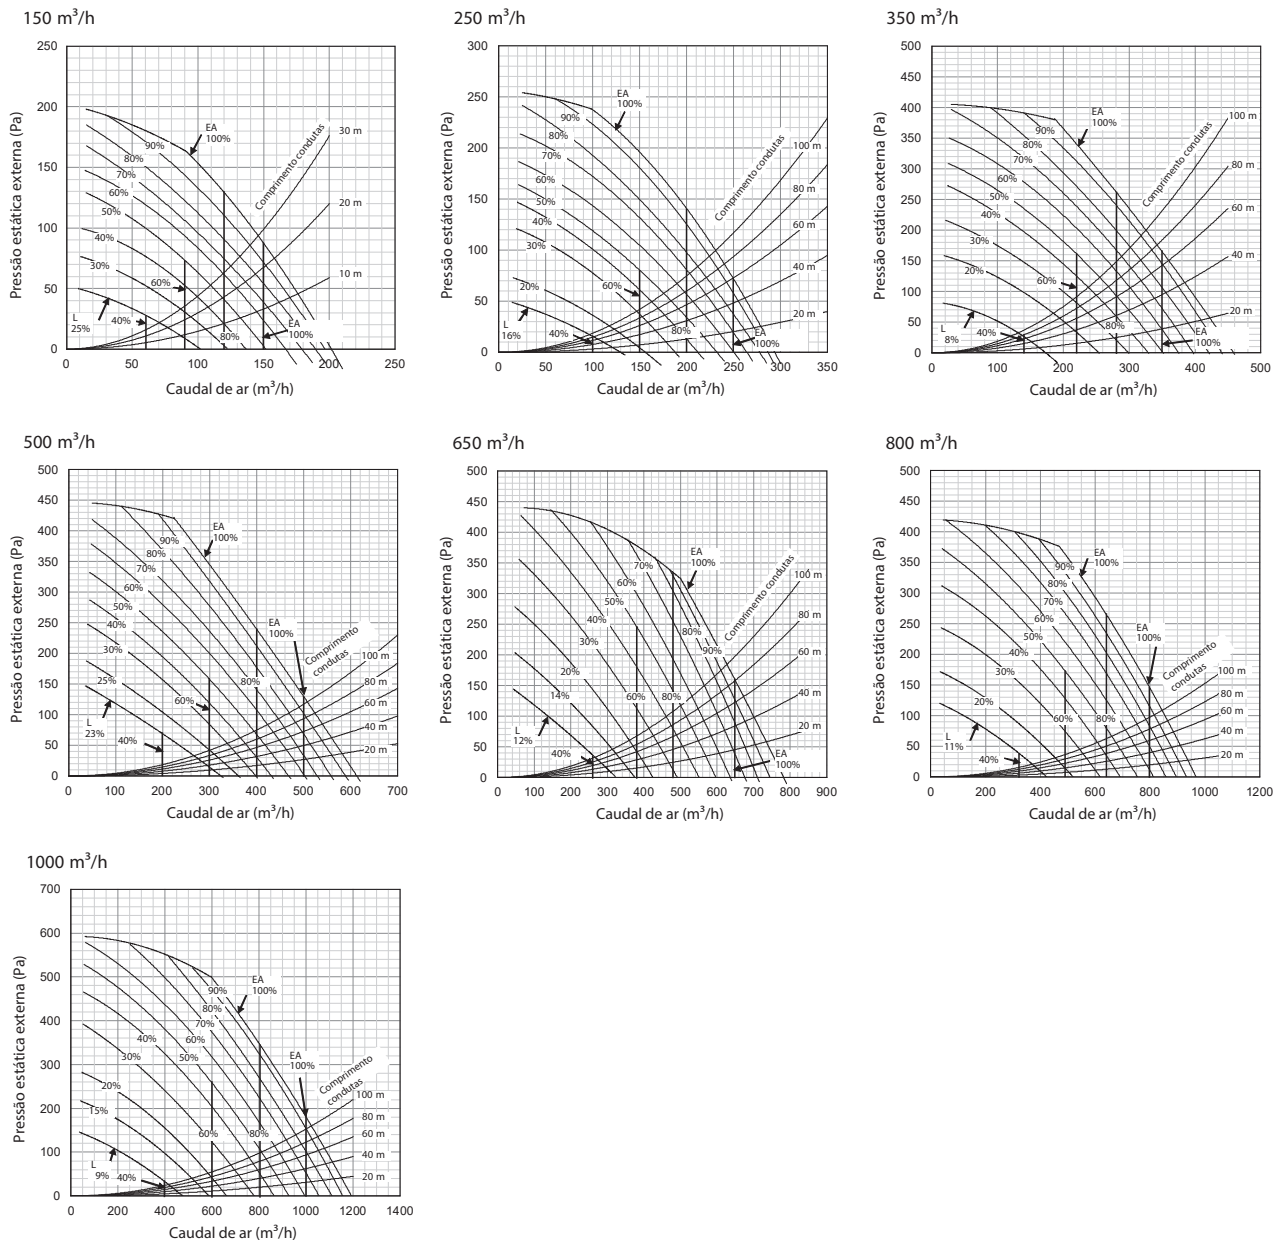 150 m³/h
Pressão estática externa (Pa)
250
200
150
100
50
0
EA
100%
90%
80%
70%
60%
50%
40%
30%
L
25%
40%
60%
80%
EA
100%
Comprimento condutas
30 m
20 m
10 m
0 50 100 150 200 250
Caudal de ar (m³/h)
250 m³/h
Pressão estática externa (Pa)
300
250
200
150
100
50
0
EA
100%
90%
80%
70%
60%
50%
40%
30%
20%
L
16%
40%
60%
80%
EA
100%
Comprimento condutas
100 m
80 m
60 m
40 m
20 m
0 50 100 150 200 250 300 350
Caudal de ar (m³/h)
350 m³/h
Pressão estática externa (Pa)
500
450
400
350
300
250
200
150
100
50
0
EA
100%
90%
80%
70%
60%
50%
40%
30%
20%
L
8%
40%
60%
80%
EA
100%
Comprimento condutas
100 m
80 m
60 m
40 m
20 m
0 100 200 300 400 500
Caudal de ar (m³/h)
500 m³/h
Pressão estática externa (Pa)
500
450
400
350
300
250
200
150
100
50
0
EA
100%
90%
80%
70%
60%
50%
40%
30%
25%
L
23%
40%
60%
80%
EA
100%
Comprimento
condutas
100 m
80 m
60 m
40 m
20 m
0 100 200 300 400 500 600 700
Caudal de ar (m³/h)
650 m³/h
Pressão estática externa (Pa)
500
450
400
350
300
250
200
150
100
50
0
EA
100%
70%
60%
50%
40%
30%
20%
14%
L
12%
40%
60%
80%
80%
90%
EA
100%
Comprimento condutas
100 m
80 m
60 m
40 m
20 m
0 100 200 300 400 500 600 700 800 900
Caudal de ar (m³/h)
800 m³/h
Pressão estática externa (Pa)
500
450
400
350
300
250
200
150
100
50
0
EA
100%
90%
80%
70%
60%
50%
40%
30%
20%
L
11%
40%
60%
80%
EA
100%
Comprimento
condutas
100 m
80 m
60 m
40 m
20 m
0 200 400 600 800 1000 1200
Caudal de ar (m³/h)
1000 m³/h
Pressão estática externa (Pa)
700
600
500
400
300
200
100
0
EA
100%
90%
80%
70%
60%
50%
40%
30%
20%
15%
L
9%
40%
60%
80%
EA
100%
Comprimento
condutas
100 m
80 m
60 m
40 m
20 m
0 200 400 600 800 1000 1200 1400
Caudal de ar (m³/h)